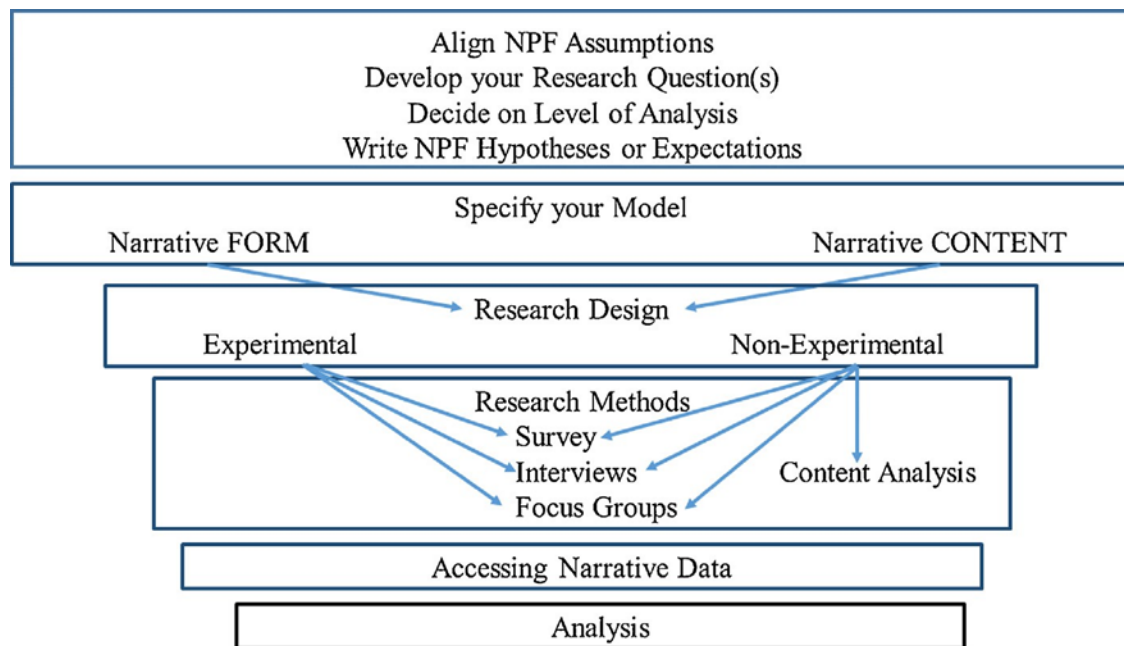 Align NPF Assumptions
Develop your Research Question(s)
Decide on Level of Analysis
Write NPF Hypotheses or Expectations
Specify your Model
Narrative FORM Narrative CONTENT
Research Design
Experimental Non-Experimental
Research Methods
Survey
Interviews Content Analysis
Focus Groups
Accessing Narrative Data
Analysis